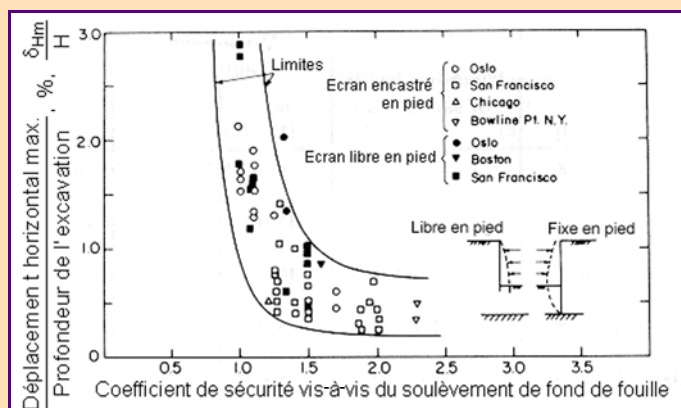 Déplacement horizontal max.
Profondeur de l'excavation
, %,
δHm
H
3.0
2.0
1.0
0
Limites
Ecran encastré
en pied
Oslo
San Francisco
Chicago
Bowline Pt. N.Y.
Ecran libre en pied
Oslo
Boston
San Francisco
Libre en pied
Fixe en pied
0.5
1.0
1.5
2.0
2.5
3.0
3.5
Coefficient de sécurité vis-à-vis du soulèvement de fond de fouille